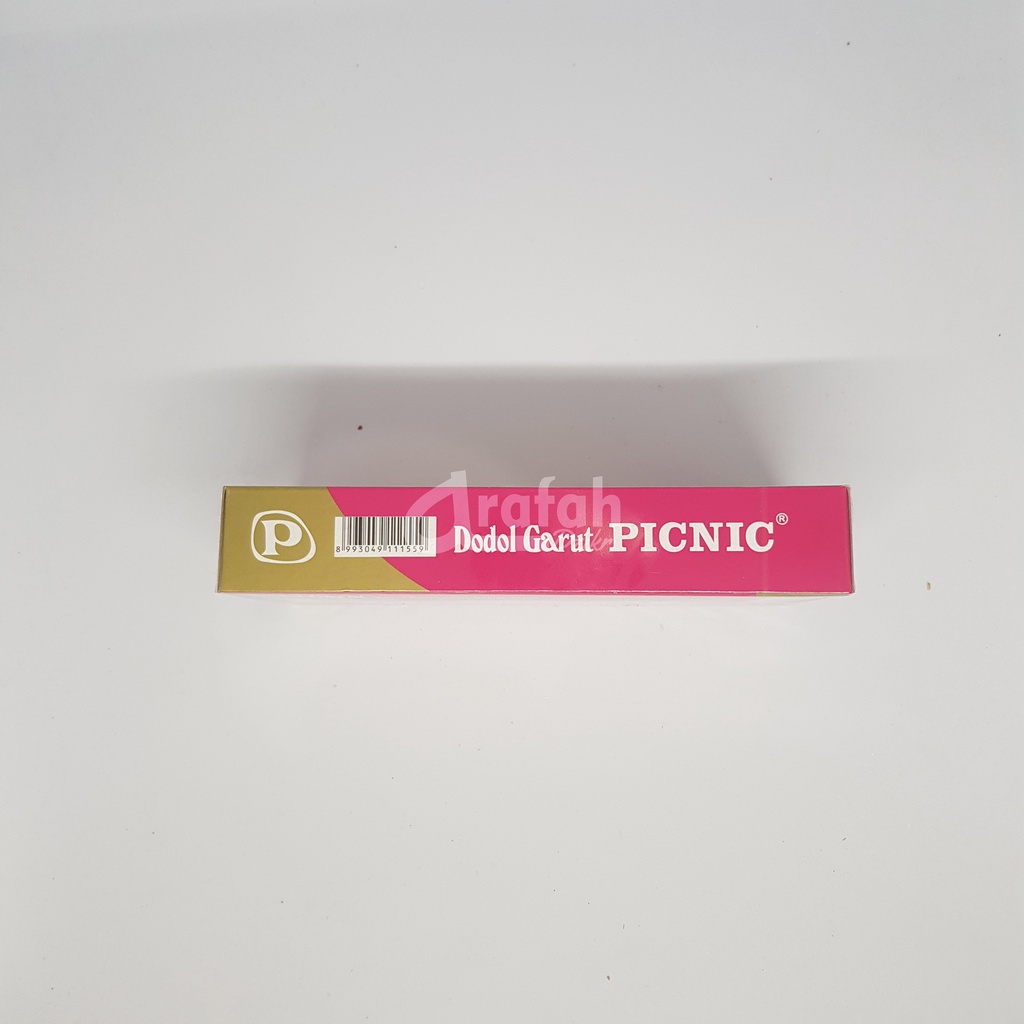 P
8 993049 111559
Dodol Garut PICNIC®
arafah